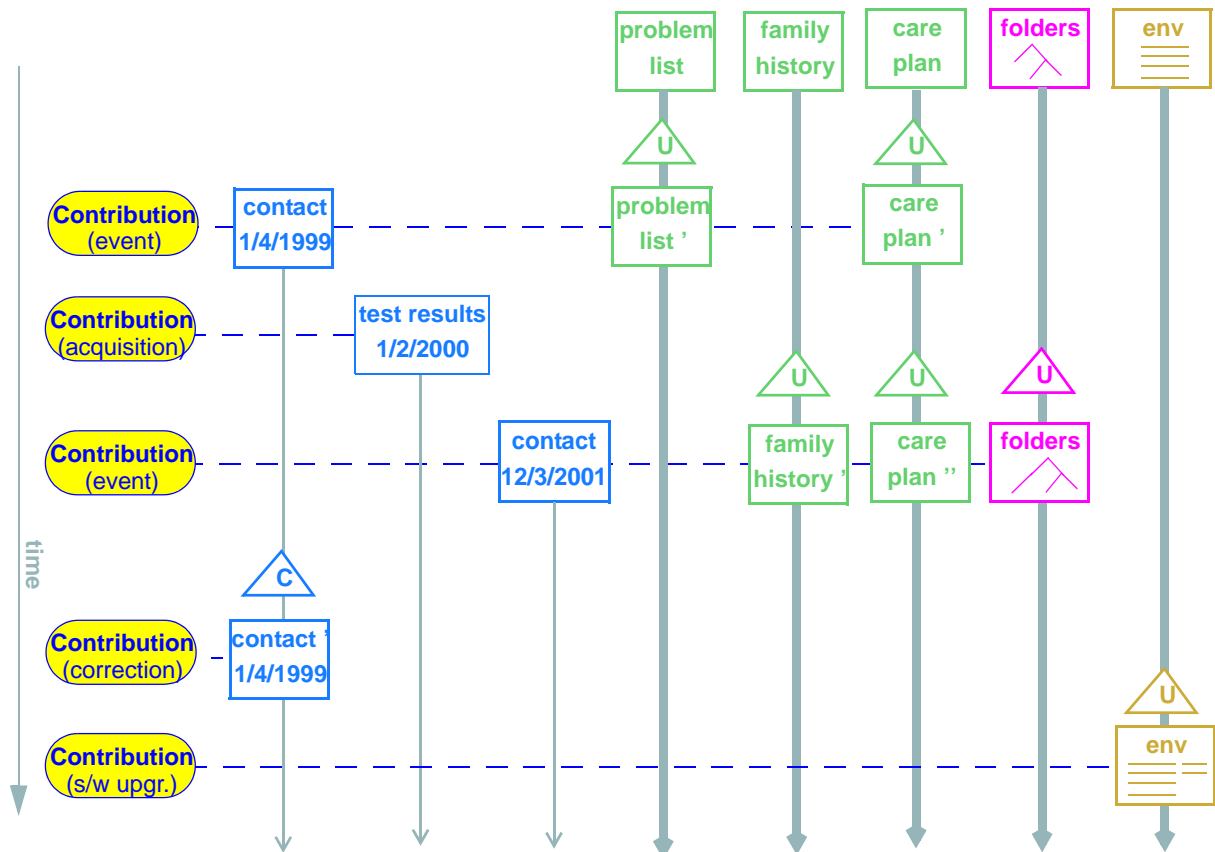 problem
list
family
history
care
plan
folders
env
U
U
Contribution
(event)
contact
1/4/1999
problem
list ’
care
plan ’
Contribution
(acquisition)
test results
1/2/2000
U
U
U
Contribution
(event)
contact
12/3/2001
family
history ’
care
plan ’’
folders
time
C
Contribution
(correction)
contact ’
1/4/1999
U
Contribution
(s/w upgr.)
env